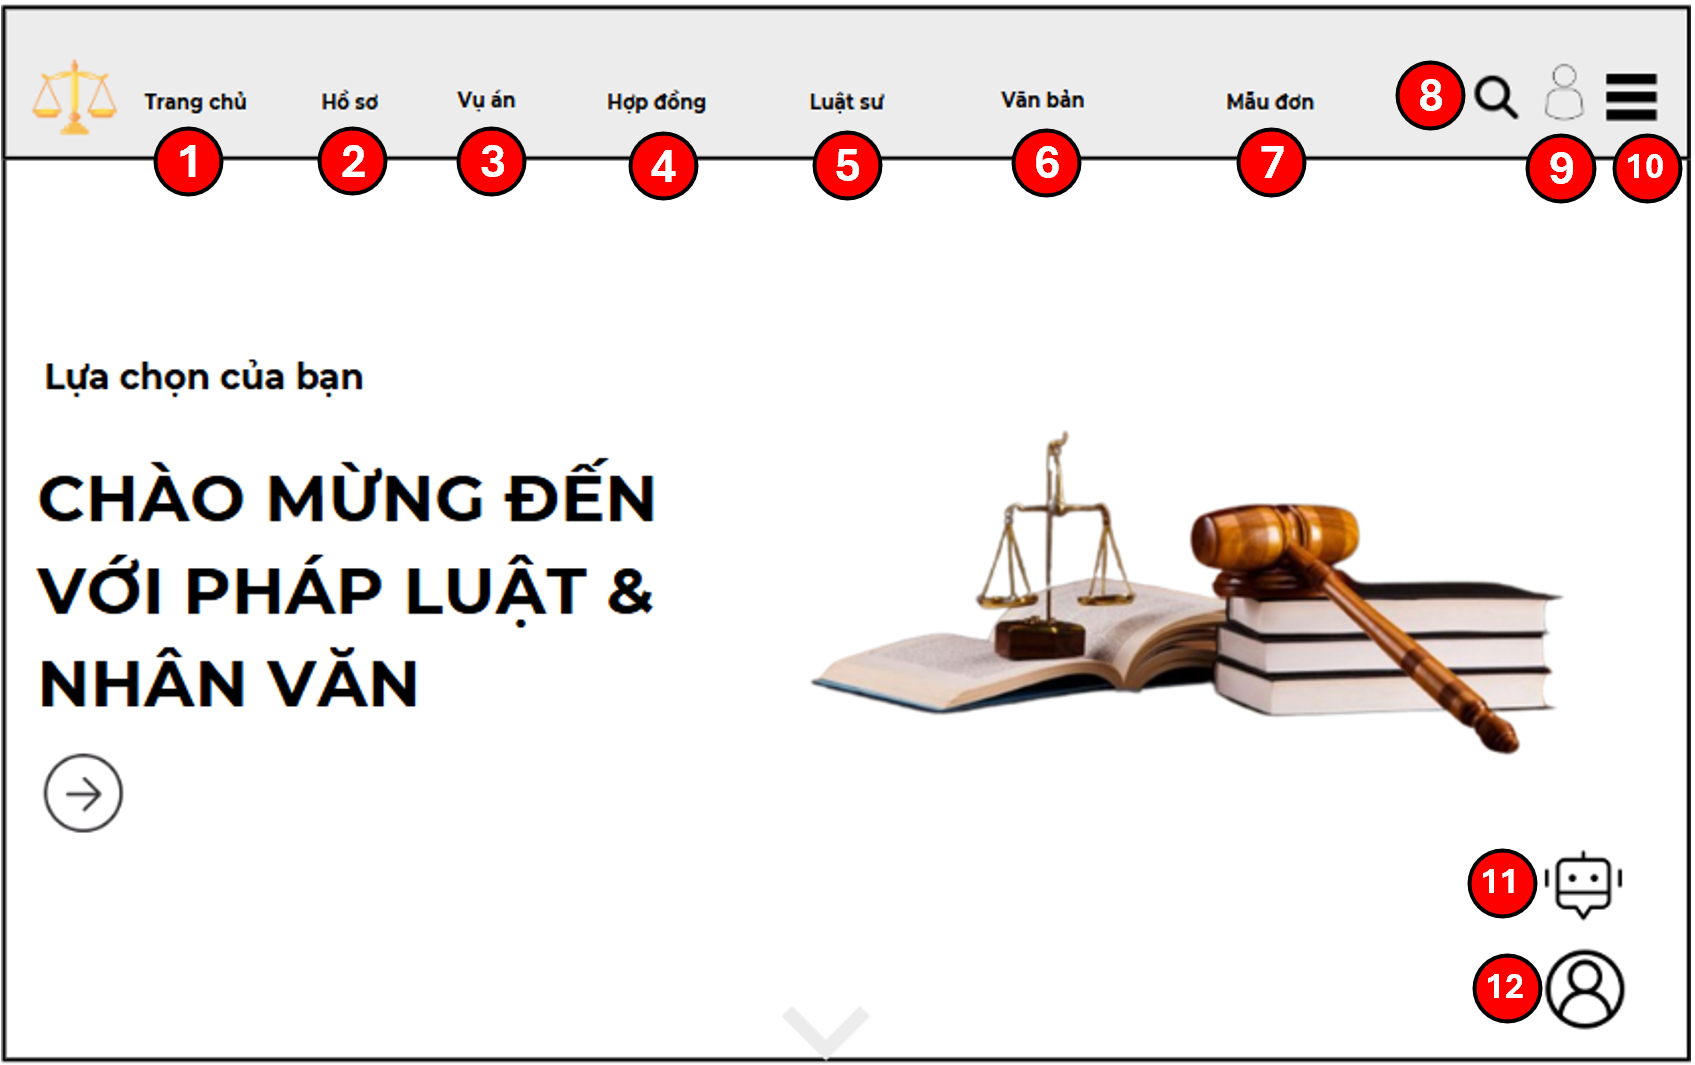 Trang chủ Hồ sơ Vụ án Hợp đồng Luật sư Văn bản Mẫu đơn 8
1 2 3 4 5 6 7 9 10
Lựa chọn của bạn
CHÀO MỪNG ĐẾN
VỚI PHÁP LUẬT &
NHÂN VĂN
11
12